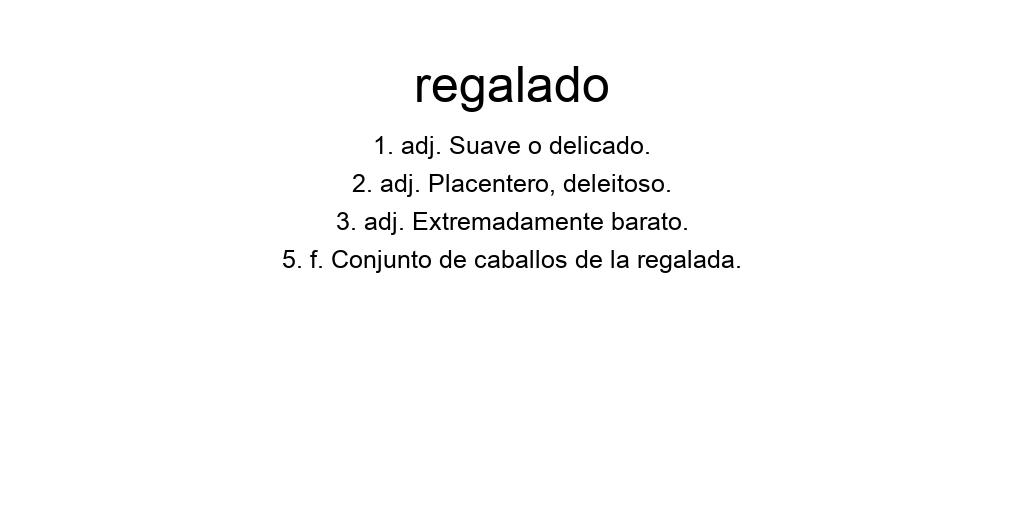 regalado
1. adj. Suave o delicado.
2. adj. Placentero, deleitoso.
3. adj. Extremadamente barato.
5. f. Conjunto de caballos de la regalada.